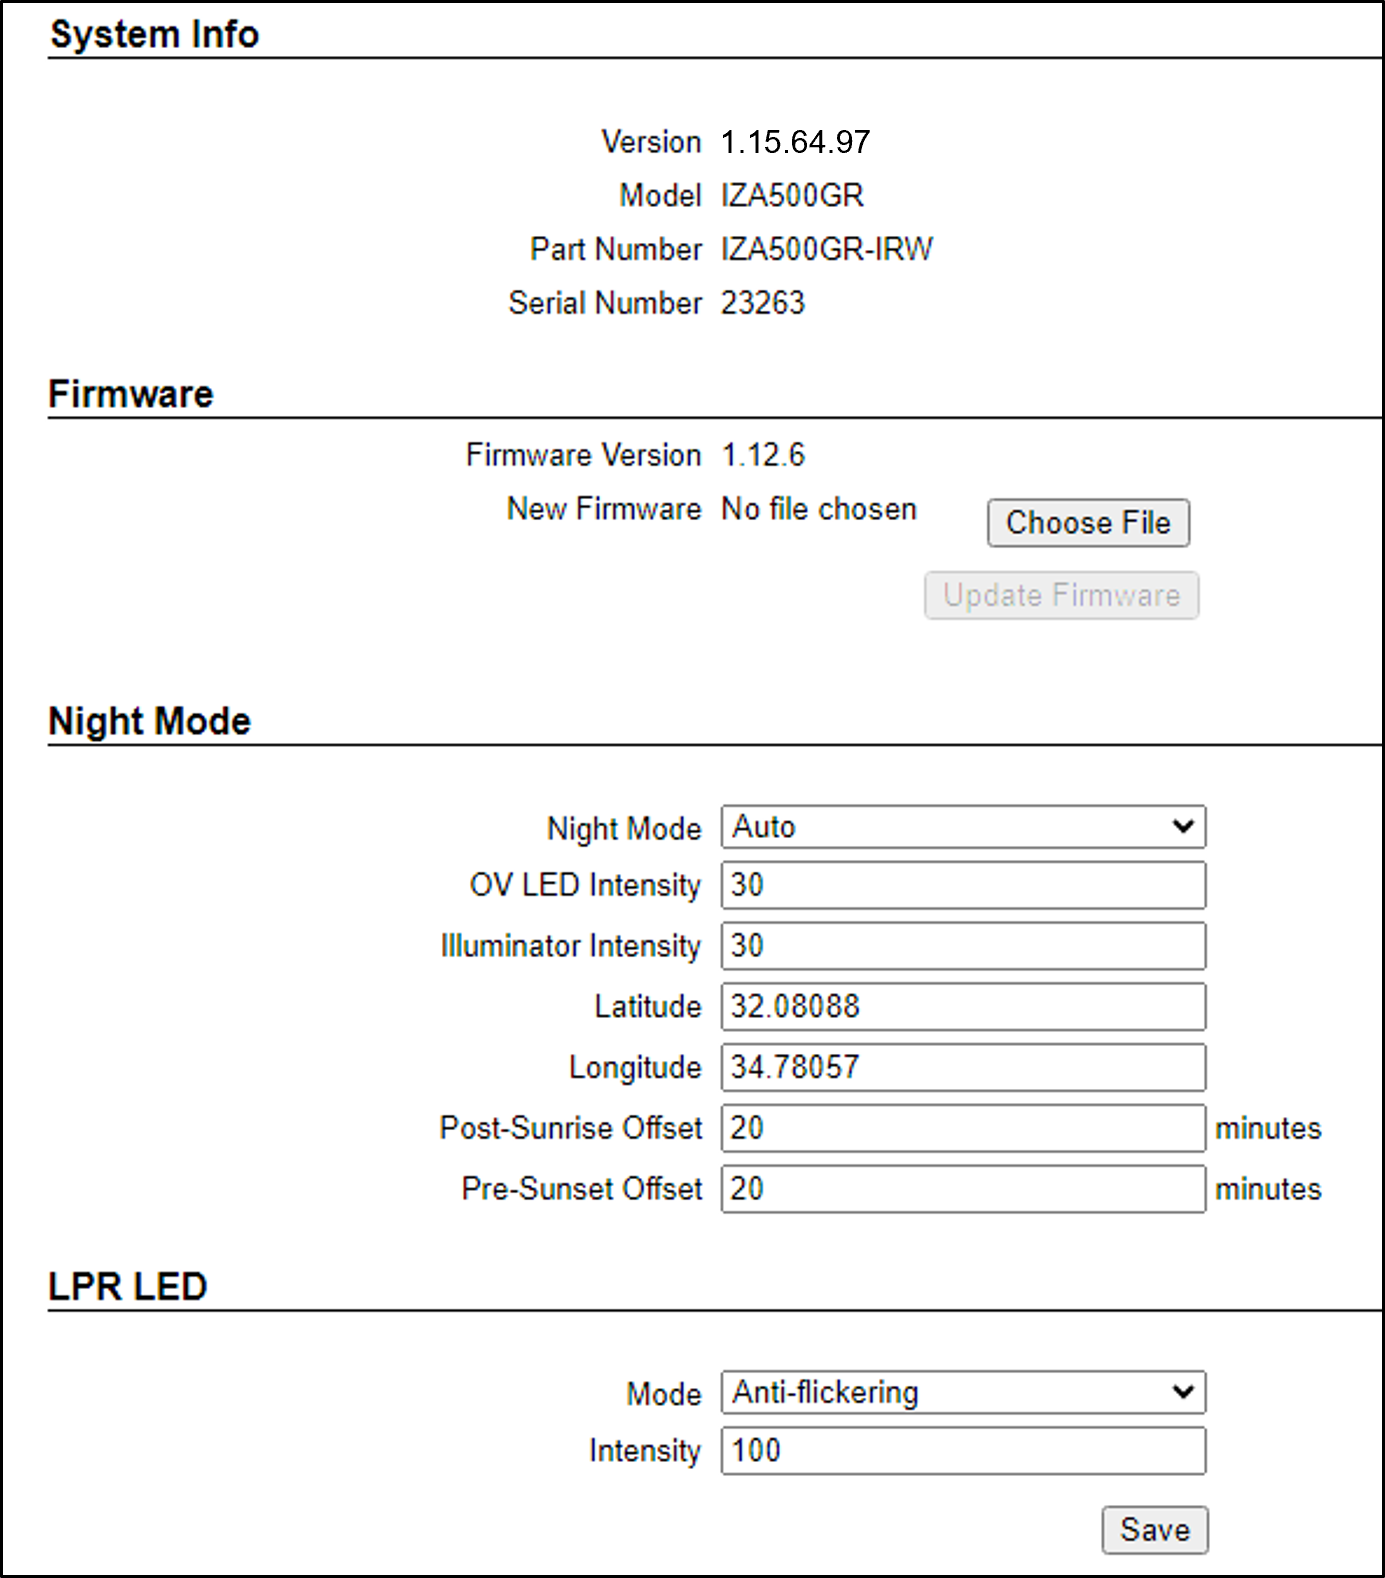 System Info
Version 1.15.64.97
Model IZA500GR
Part Number IZA500GR-IRW
Serial Number 23263
Firmware
Firmware Version 1.12.6
New Firmware No file chosen Choose File
Update Firmware
Night Mode
Night Mode Auto
OV LED Intensity 30
Illuminator Intensity 30
Latitude 32.08088
Longitude 34.78057
Post-Sunrise Offset 20 minutes
Pre-Sunset Offset 20 minutes
LPR LED
Mode Anti-flickering
Intensity 100
Save